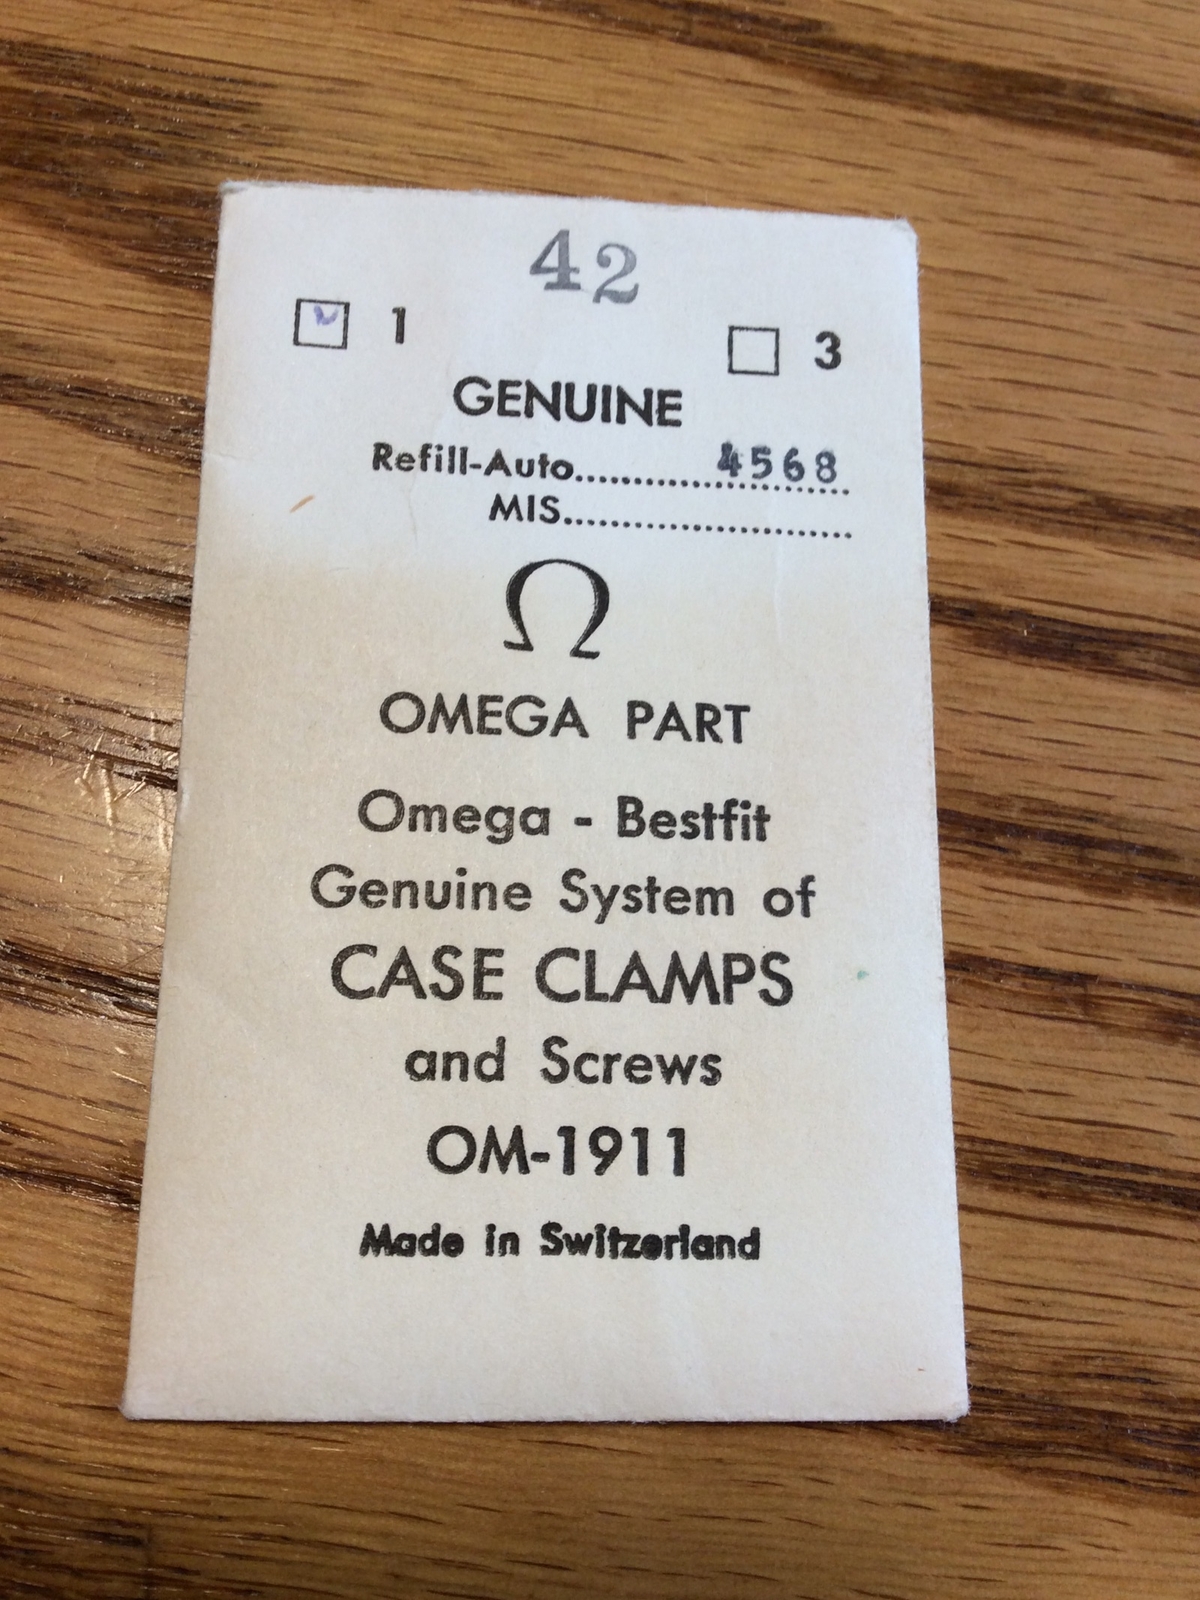 42
1 3
GENUINE
Refill-Auto..........4568
MIS..........................
Ω
OMEGA PART
Omega - Bestfit
Genuine System of
CASE CLAMPS
and Screws
OM-1911
Made in Switzerland